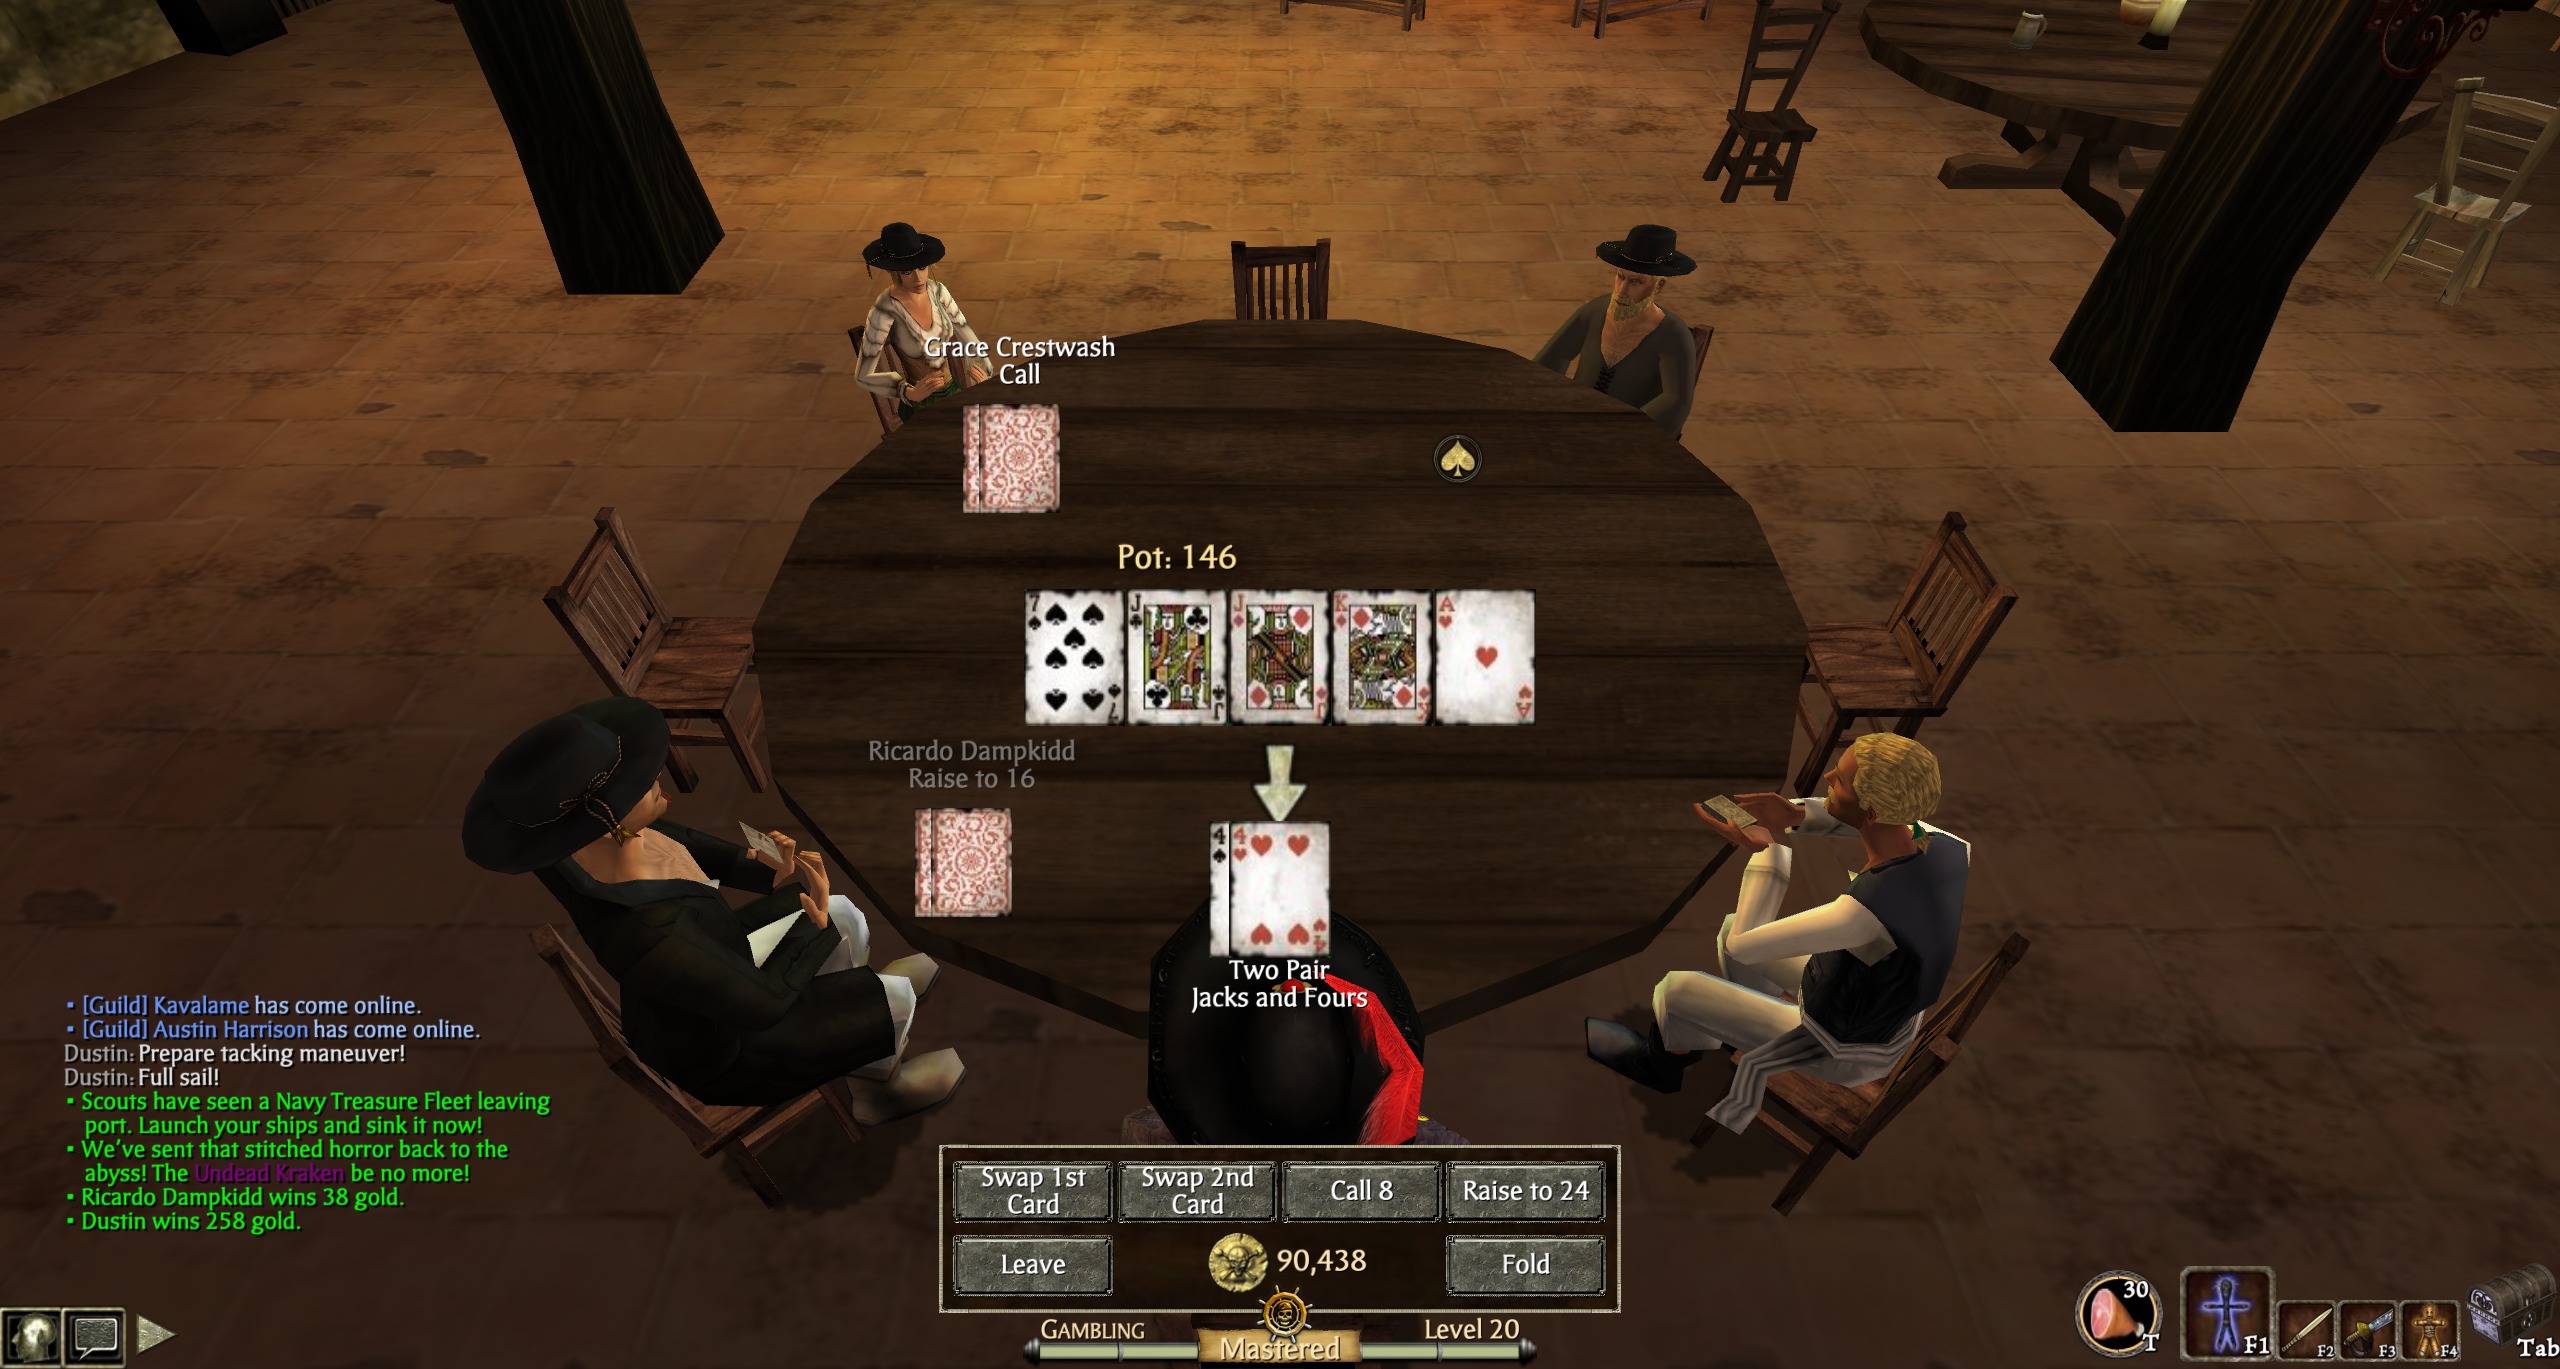 Grace Crestwash
Call
Pot: 146
7
J
J
K
A
7
J
J
K
A
Ricardo Dampkidd
Raise to 16
4
4
4
Two Pair
Jacks and Fours
▪ [Guild] Kavalame has come online.
▪ [Guild] Austin Harrison has come online.
Dustin: Prepare tacking maneuver!
Dustin: Full sail!
▪ Scouts have seen a Navy Treasure Fleet leaving
port. Launch your ships and sink it now!
▪ We've sent that stitched horror back to the
abyss! The Undead Kraken be no more!
▪ Ricardo Dampkidd wins 38 gold.
▪ Dustin wins 258 gold.
Swap 1st
Card
Swap 2nd
Card
Call 8
Raise to 24
Leave
90,438
Fold
GAMBLING
Level 20
Mastered
30
T
F1
F2
F3
F4
Tab